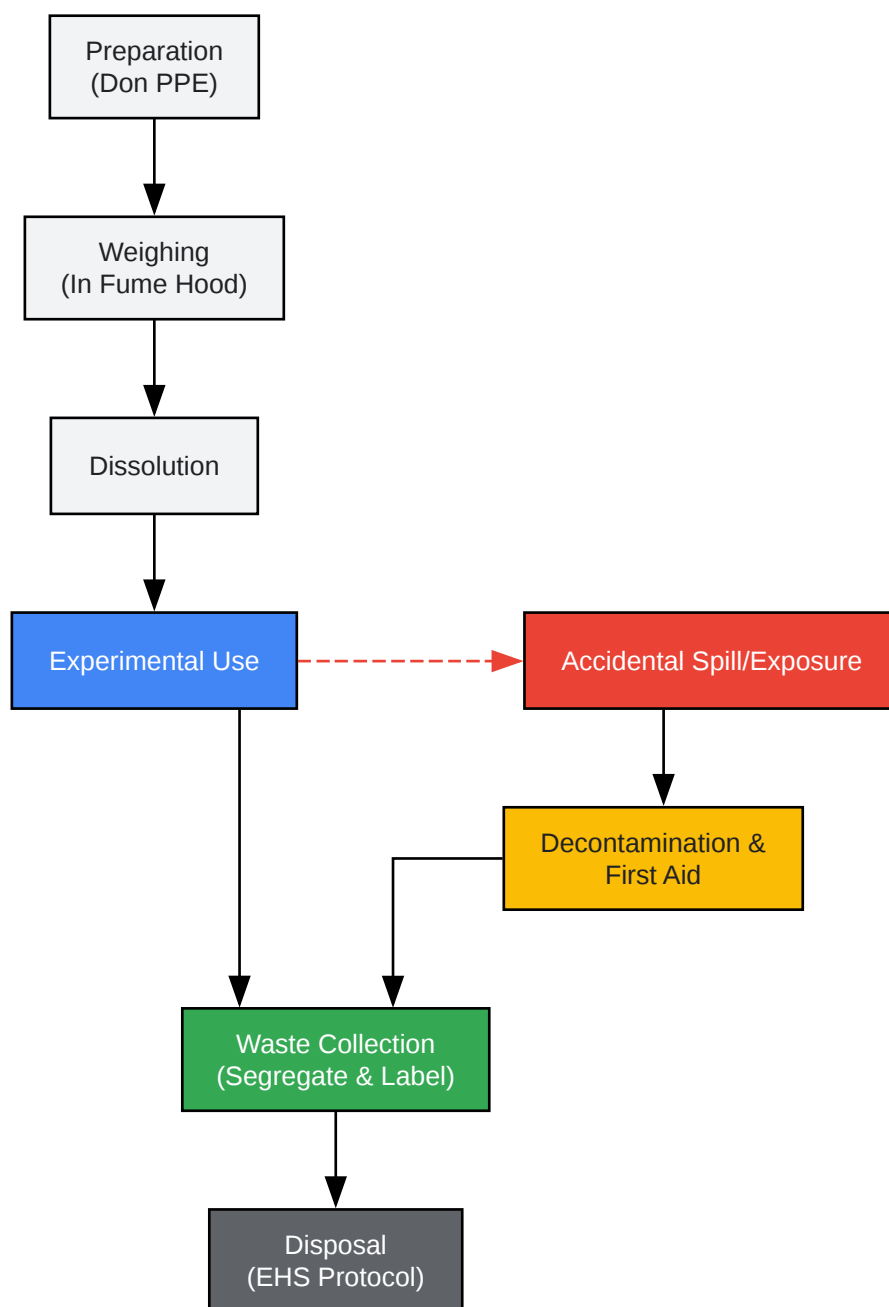 Preparation
(Don PPE)
Weighing
(In Fume Hood)
Dissolution
Experimental Use
Accidental Spill/Exposure
Decontamination &
First Aid
Waste Collection
(Segregate & Label)
Disposal
(EHS Protocol)